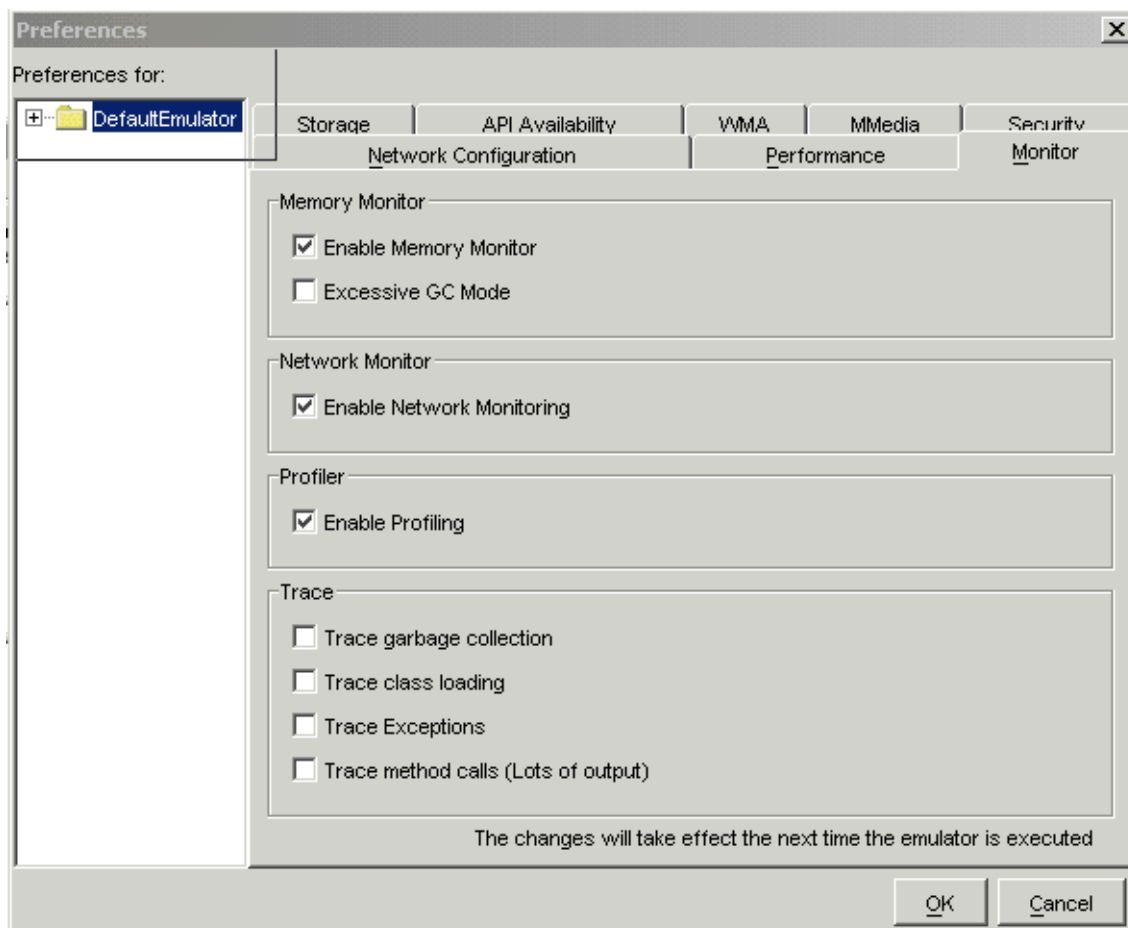 Preferences
Preferences for:
DefaultEmulator
Storage API Availability WMA MMedia Security
Network Configuration Performance Monitor
Memory Monitor
Enable Memory Monitor
Excessive GC Mode
Network Monitor
Enable Network Monitoring
Profiler
Enable Profiling
Trace
Trace garbage collection
Trace class loading
Trace Exceptions
Trace method calls (Lots of output)
The changes will take effect the next time the emulator is executed
OK Cancel